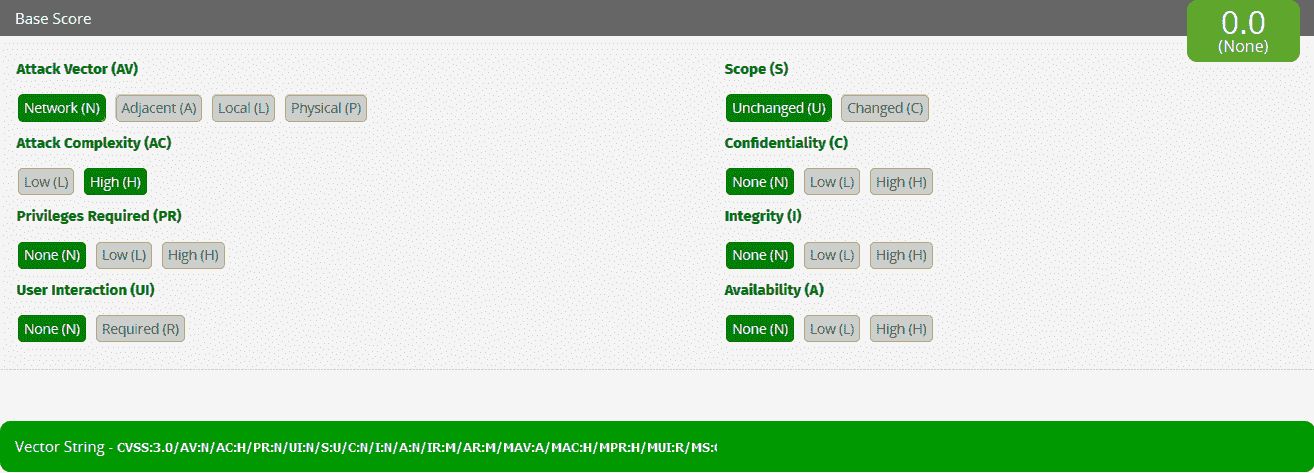 Base Score
0.0
(None)
Attack Vector (AV)
Network (N) Adjacent (A) Local (L) Physical (P)
Attack Complexity (AC)
Low (L) High (H)
Privileges Required (PR)
None (N) Low (L) High (H)
User Interaction (UI)
None (N) Required (R)
Scope (S)
Unchanged (U) Changed (C)
Confidentiality (C)
None (N) Low (L) High (H)
Integrity (I)
None (N) Low (L) High (H)
Availability (A)
None (N) Low (L) High (H)
Vector String - CVSS:3.0/AV:N/AC:H/PR:N/UI:N/S:U/C:N/I:N/A:N/IR:M/AR:M/MAV:A/MAC:H/MPR:H/MUI:R/MS: